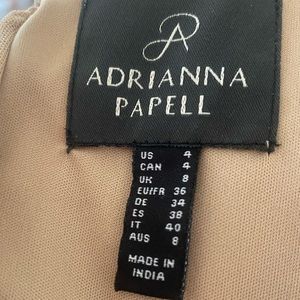 ADRIANNA
PAPELL
US 4
CAN 4
UK 8
EU/FR 36
DE 34
ES 38
IT 40
AUS 8
MADE IN
INDIA